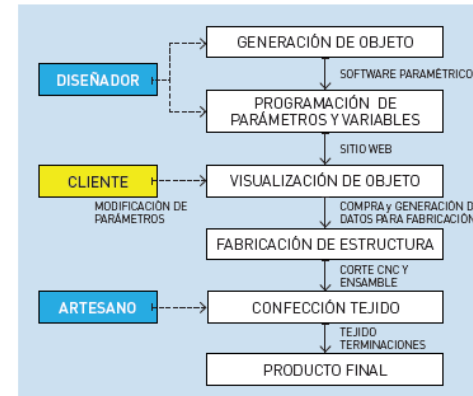 GENERACIÓN DE OBJETO
DISEÑADOR
SOFTWARE PARAMÉTRICO
PROGRAMACIÓN DE
PARÁMETROS Y VARIABLES
SITIO WEB
CLIENTE
VISUALIZACIÓN DE OBJETO
MODIFICACIÓN DE
PARÁMETROS
COMPRA y GENERACIÓN D
DATOS PARA FABRICACIÓN
FABRICACIÓN DE ESTRUCTURA
CORTE CNC Y
ENSAMBLE
ARTESANO
CONFECCIÓN TEJIDO
TEJIDO
TERMINACIONES
PRODUCTO FINAL